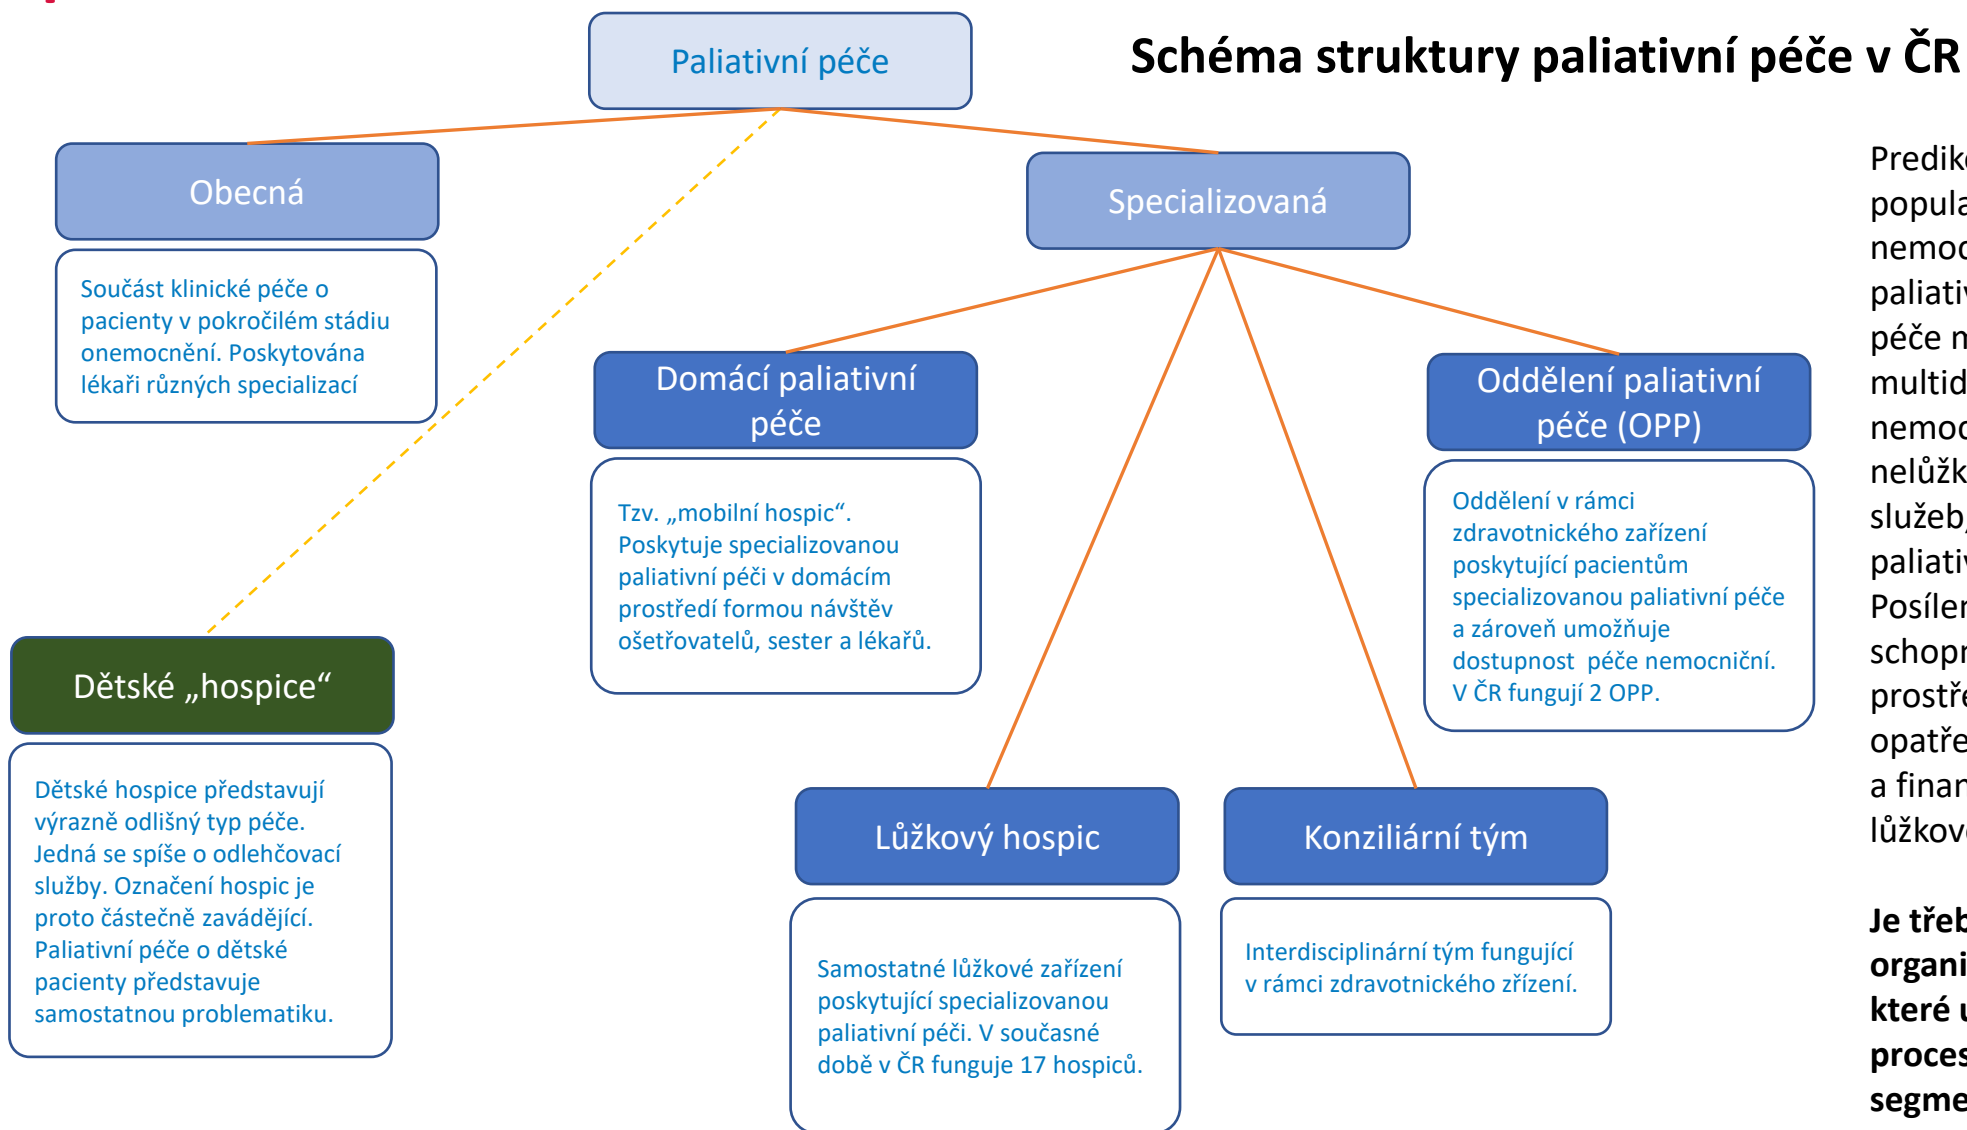 Schéma struktury paliativní péče v ČR
Paliativní péče
Obecná
Součást klinické péče o
pacienty v pokročilém stádiu
onemocnění. Poskytována
lékaři různých specializací
Specializovaná
Domácí paliativní
péče
Tzv. „mobilní hospic“.
Poskytuje specializovanou
paliativní péči v domácím
prostředí formou návštěv
ošetřovatelů, sester a lékařů.
Oddělení paliativní
péče (OPP)
Oddělení v rámci
zdravotnického zařízení
poskytující pacientům
specializovanou paliativní péče
a zároveň umožňuje
dostupnost péče nemocniční.
V ČR fungují 2 OPP.
Dětské „hospice“
Dětské hospice představují
výrazně odlišný typ péče.
Jedná se spíše o odlehčovací
služby. Označení hospic je
proto částečně zavádějící.
Paliativní péče o dětské
pacienty představuje
samostatnou problematiku.
Lůžkový hospic
Samostatné lůžkové zařízení
poskytující specializovanou
paliativní péči. V současné
době v ČR funguje 17 hospiců.
Konziliární tým
Interdisciplinární tým fungující
v rámci zdravotnického zřízení.
péče
služeb,
a
Je
které